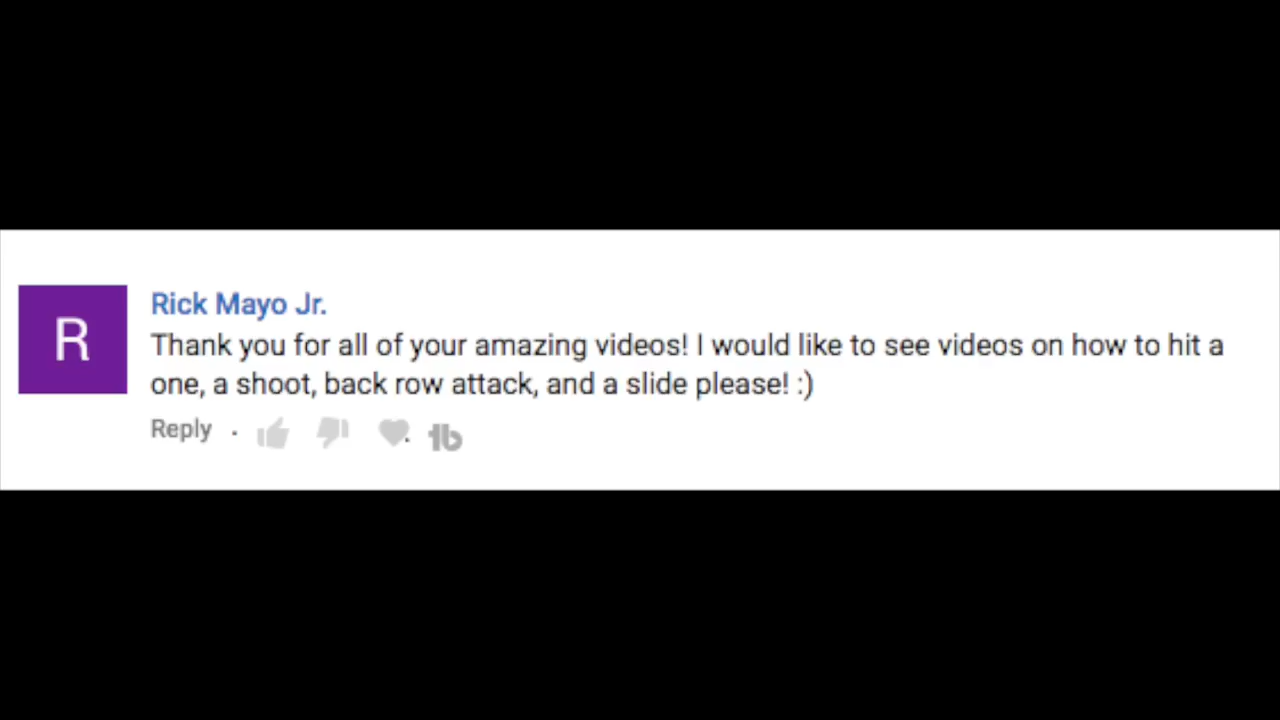 R
Rick Mayo Jr.
Thank you for all of your amazing videos! I would like to see videos on how to hit a
one, a shoot, back row attack, and a slide please! :)
Reply · tb